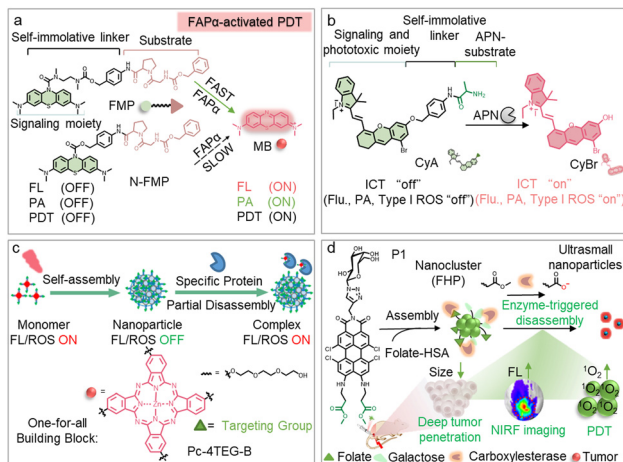 a
FAPα-activated PDT
Self-immolative linker
Substrate
FAST
FMP
FAPα
Signaling moiety
MB
FAPα
SLOW
N-FMP
FL (OFF)
PA (OFF)
PDT (OFF)
FL (ON)
PA (ON)
PDT (ON)
b
Self-immolative
Signaling and linker APN-
phototoxic moiety substrate
APN
CyA
CyBr
ICT "off"
(Flu., PA, Type I ROS "off")
ICT "on"
(Flu., PA, Type I ROS "on")
c
Self-assembly
Specific Protein
Partial Disassembly
Monomer
FL/ROS ON
Nanoparticle
FL/ROS OFF
Complex
FL/ROS ON
One-for-all
Building Block:
= Targeting Group
Pc-4TEG-B
d
P1
Ultrasmall
nanoparticles
Nanocluster
(FHP)
Assembly
Folate-HSA
Enzyme-triggered
disassembly
Size
FL
¹O₂
¹O₂ ¹O₂
¹O₂ ¹O₂
Deep tumor
penetration
NIRF imaging
PDT
Folate
Galactose
Carboxylesterase
Tumor